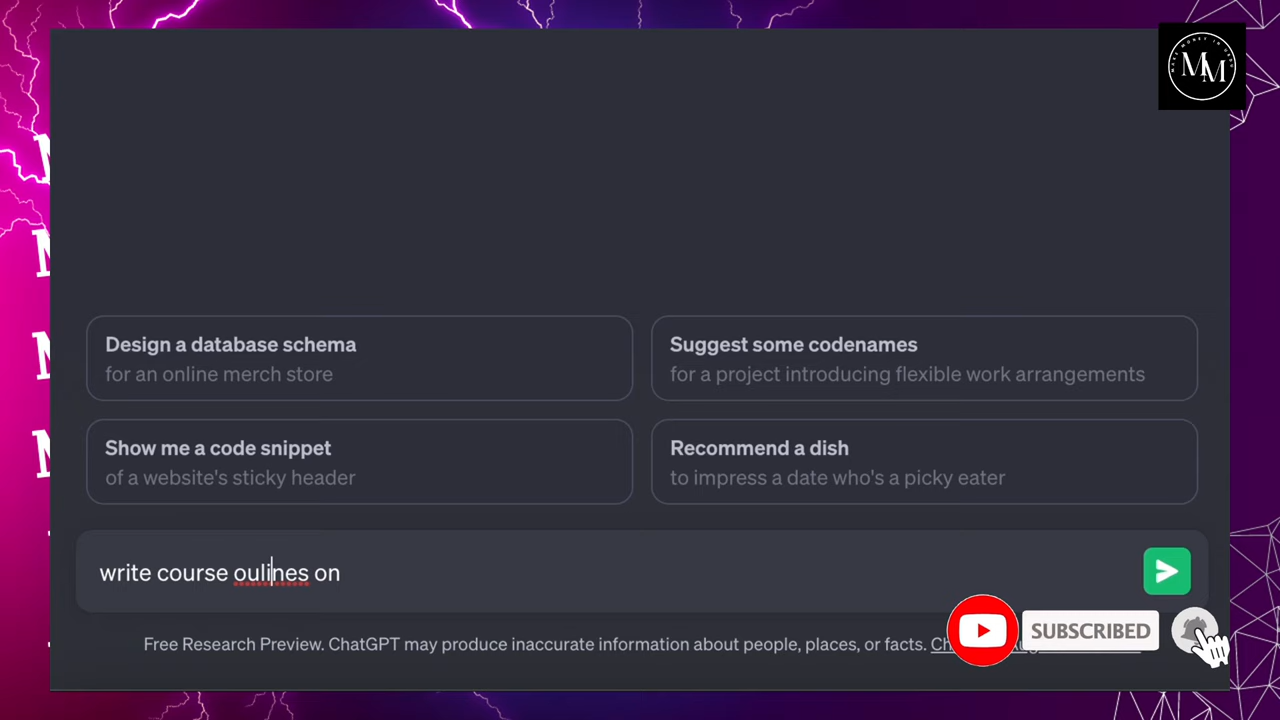 MM
Design a database schema
for an online merch store
Suggest some codenames
for a project introducing flexible work arrangements
Show me a code snippet
of a website's sticky header
Recommend a dish
to impress a date who's a picky eater
write course oulines on
Free Research Preview. ChatGPT may produce inaccurate information about people, places, or facts.
SUBSCRIBED